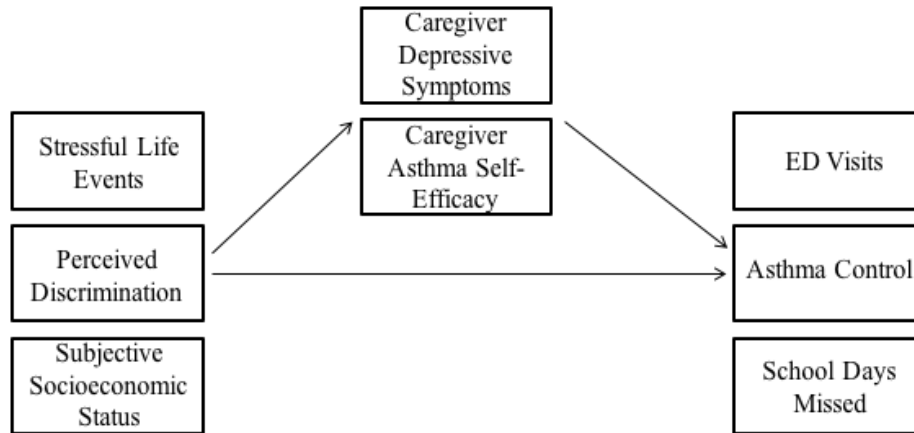 Caregiver
Depressive
Symptoms
Caregiver
Asthma Self-
Efficacy
Stressful Life
Events
Perceived
Discrimination
Subjective
Socioeconomic
Status
ED Visits
Asthma Control
School Days
Missed